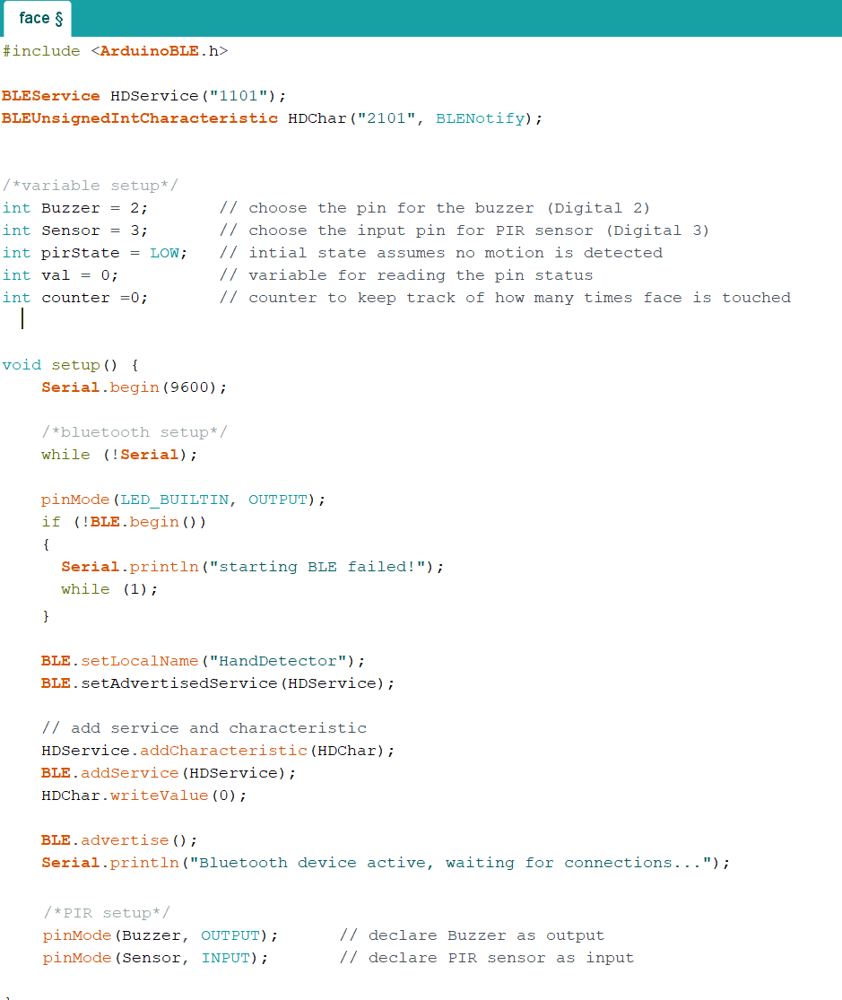 face §
#include <ArduinoBLE.h>
BLEService HDService("1101");
BLEUnsignedIntCharacteristic HDChar("2101", BLENotify);
/*variable setup*/
int Buzzer = 2;        // choose the pin for the buzzer (Digital 2)
int Sensor = 3;        // choose the input pin for PIR sensor (Digital 3)
int pirState = LOW;    // intial state assumes no motion is detected
int val = 0;           // variable for reading the pin status
int counter =0;        // counter to keep track of how many times face is touched
void setup() {
    Serial.begin(9600);
    /*bluetooth setup*/
    while (!Serial);
    pinMode(LED_BUILTIN, OUTPUT);
    if (!BLE.begin())
    {
      Serial.println("starting BLE failed!");
      while (1);
    }
    BLE.setLocalName("HandDetector");
    BLE.setAdvertisedService(HDService);
    // add service and characteristic
    HDService.addCharacteristic(HDChar);
    BLE.addService(HDService);
    HDChar.writeValue(0);
    BLE.advertise();
    Serial.println("Bluetooth device active, waiting for connections...");
    /*PIR setup*/
    pinMode(Buzzer, OUTPUT);      // declare Buzzer as output
    pinMode(Sensor, INPUT);       // declare PIR sensor as input